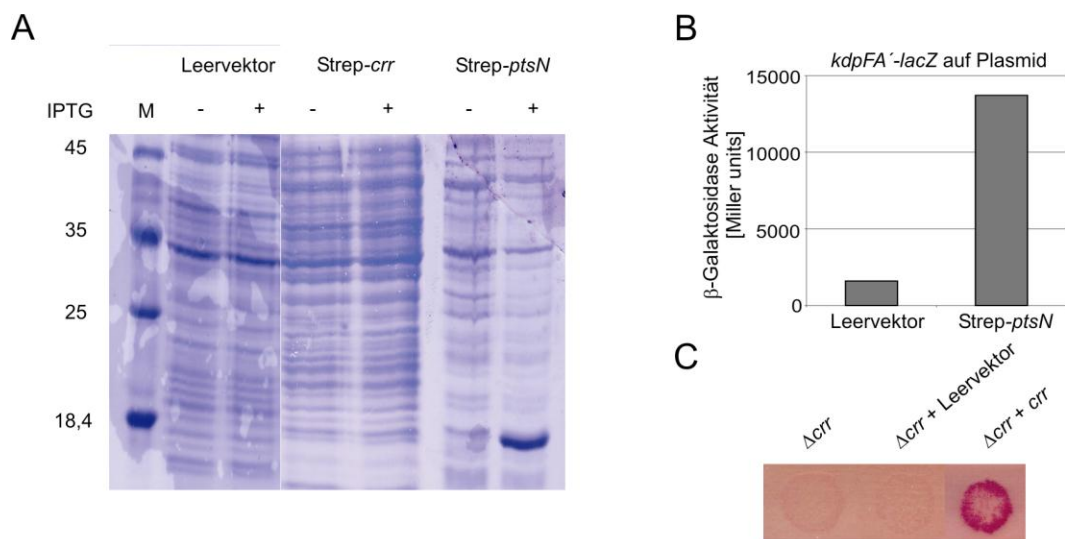 A
Leervektor Strep-crr Strep-ptsN
IPTG M - + - + - +
45
35
25
18,4
B
kdpFA´-lacZ auf Plasmid
β-Galaktosidase Aktivität
[Miller units]
15000
10000
5000
0
Leervektor Strep-ptsN
C
Δcrr
Δcrr + Leervektor
Δcrr + crr